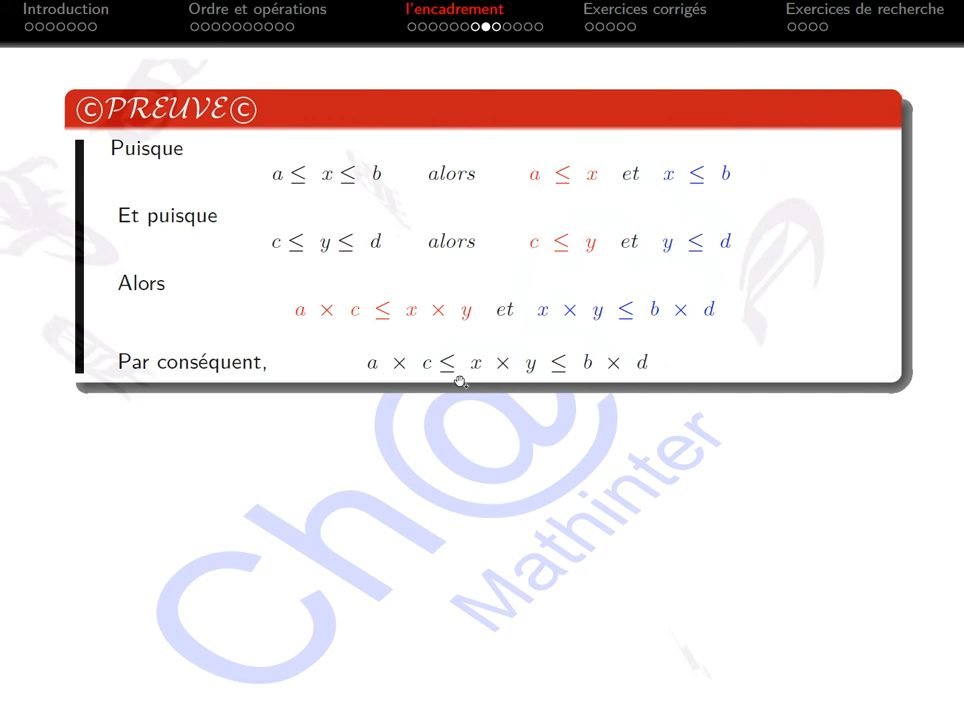 Introduction Ordre et opérations l'encadrement Exercices corrigés Exercices de recherche
©PREUVE©
Puisque
a ≤ x ≤ b alors a ≤ x et x ≤ b
Et puisque
c ≤ y ≤ d alors c ≤ y et y ≤ d
Alors
a × c ≤ x × y et x × y ≤ b × d
Par conséquent, a × c ≤ x × y ≤ b × d
Ch@
Mathinter